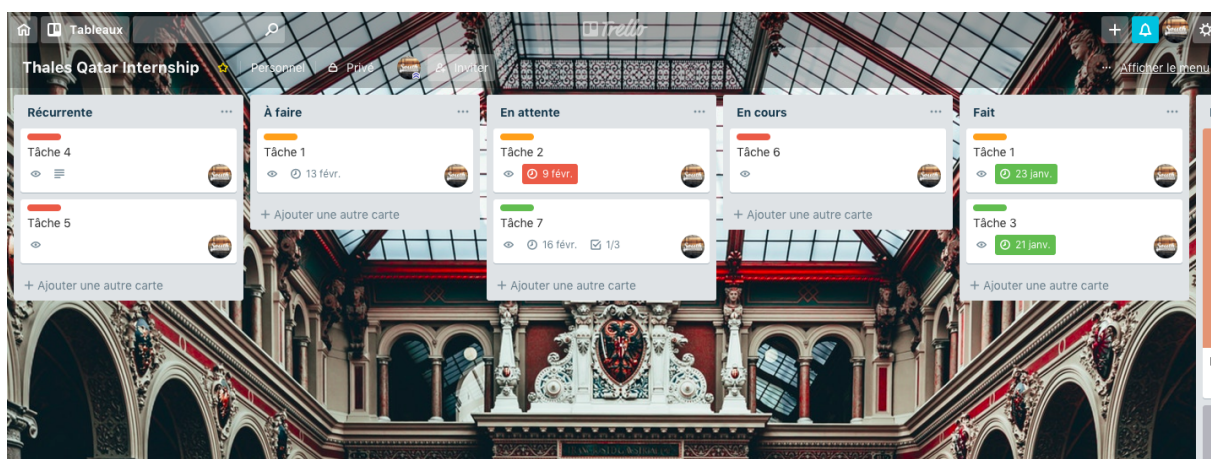 Tableaux
Trello
Thales Qatar Internship
Personnel
Privé
Inviter
Afficher le menu
Récurrente
Tâche 4
Tâche 5
+ Ajouter une autre carte
À faire
Tâche 1
13 févr.
+ Ajouter une autre carte
En attente
Tâche 2
9 févr.
Tâche 7
16 févr. 1/3
+ Ajouter une autre carte
En cours
Tâche 6
+ Ajouter une autre carte
Fait
Tâche 1
23 janv.
Tâche 3
21 janv.
+ Ajouter une autre carte